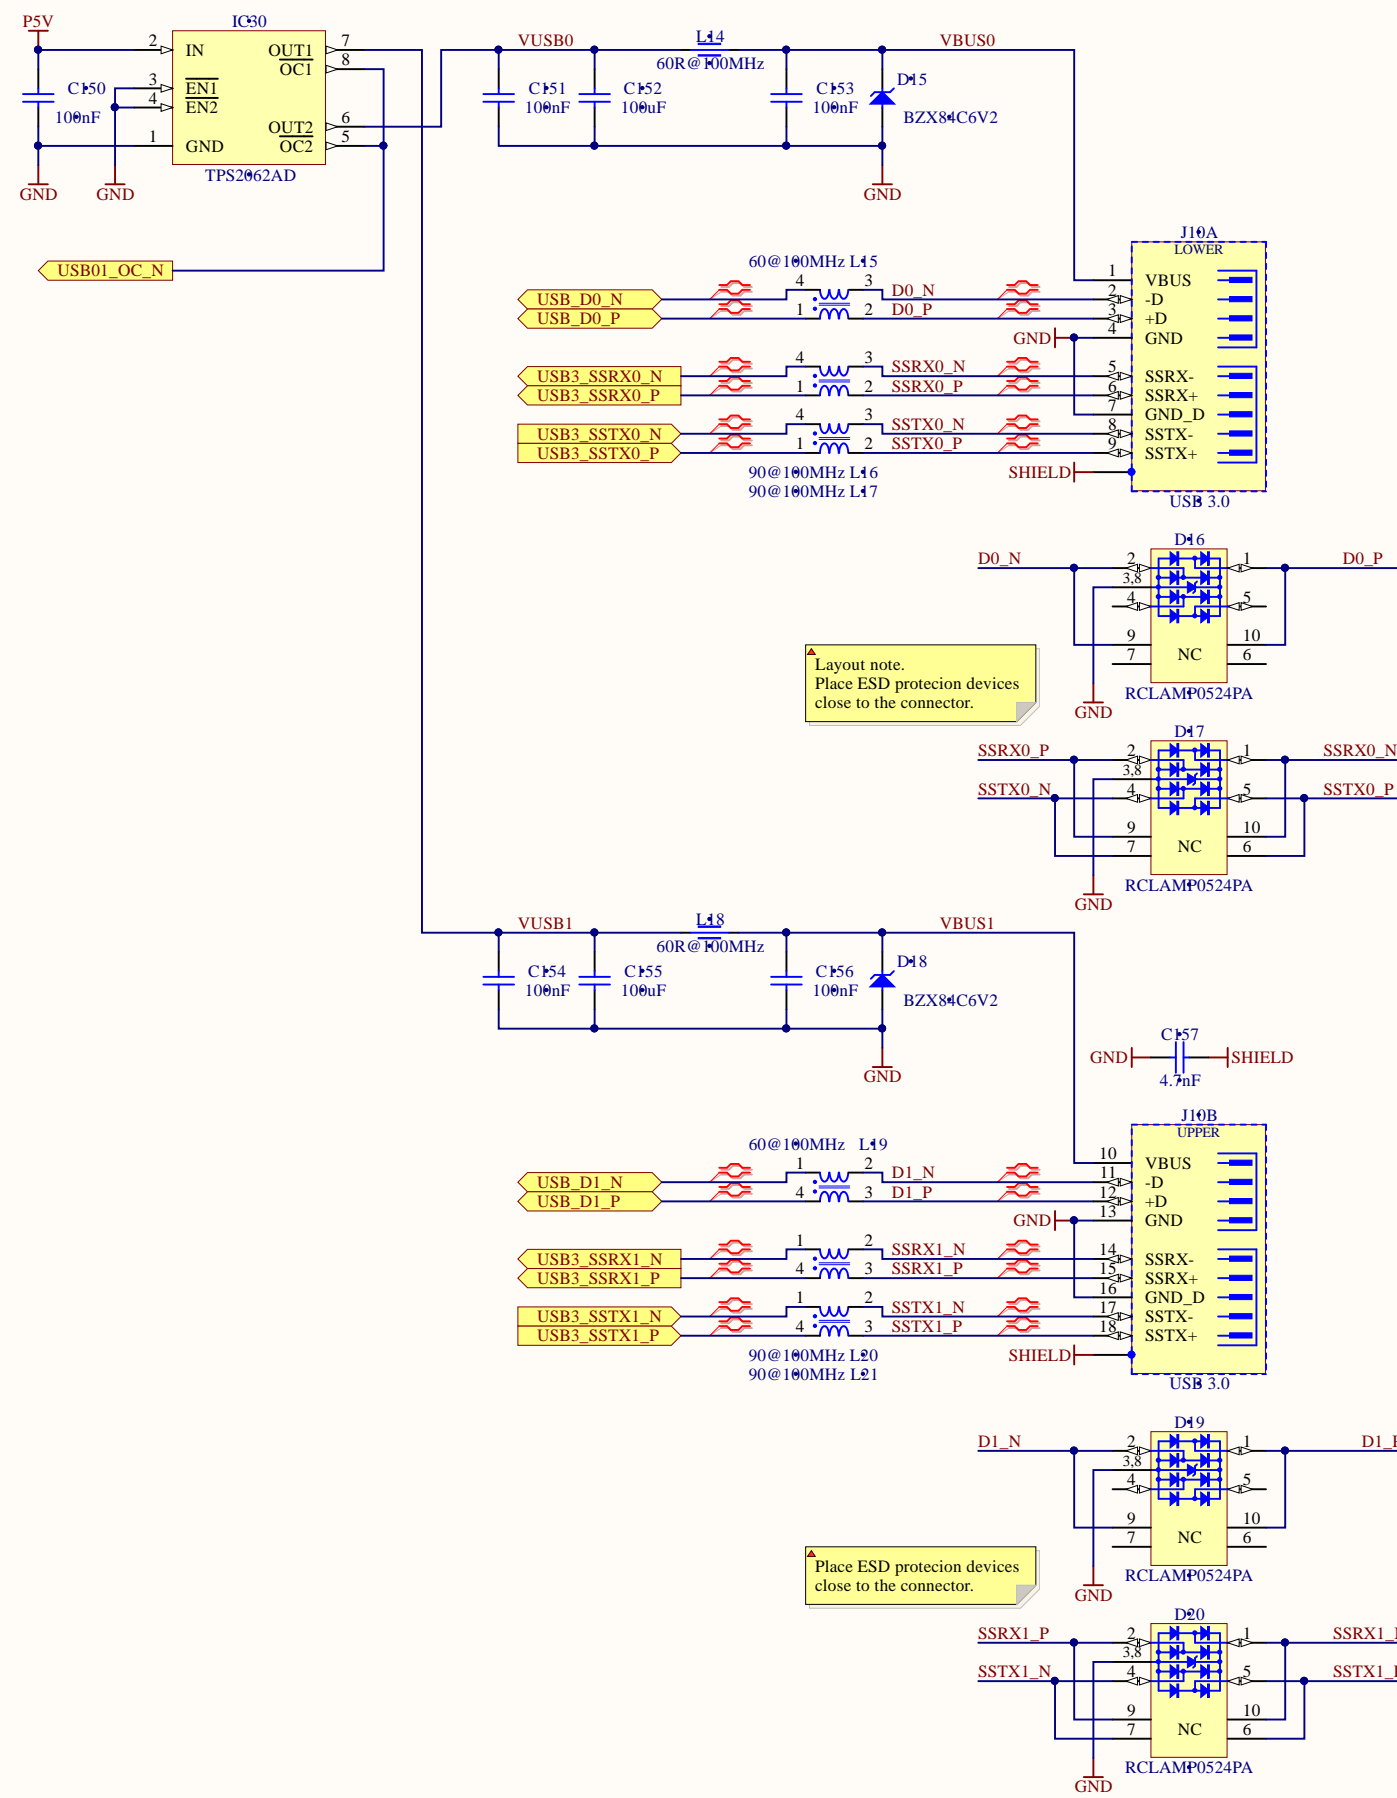 P5V
IC30
2 IN OUT1 7
OC1 8
3 EN1
4 EN2
OUT2 6
1 GND OC2 5
TPS2062AD
C150
100nF
GND
GND
USB01_OC_N
VUSB0
L14
60R@100MHz
VBUS0
C151
100nF
C152
100uF
C153
100nF
D15
BZX84C6V2
GND
J10A
LOWER
60@100MHz L15
USB_D0_N 4 3 D0_N
USB_D0_P 1 2 D0_P
GND
USB3_SSRX0_N 4 3 SSRX0_N
USB3_SSRX0_P 1 2 SSRX0_P
USB3_SSTX0_N 4 3 SSTX0_N
USB3_SSTX0_P 1 2 SSTX0_P
90@100MHz L16
90@100MHz L17
SHIELD
1 VBUS
2 -D
3 +D
4 GND
5 SSRX-
6 SSRX+
7 GND_D
8 SSTX-
9 SSTX+
USB 3.0
D16
D0_N 2 1 D0_P
3,8
4 5
9 10
7 NC 6
RCLAMP0524PA
GND
Layout note.
Place ESD protecion devices
close to the connector.
D17
SSRX0_P 2 1 SSRX0_N
3,8
SSTX0_N 4 5 SSTX0_P
9 10
7 NC 6
RCLAMP0524PA
GND
VUSB1
L18
60R@100MHz
VBUS1
C154
100nF
C155
100uF
C156
100nF
D18
BZX84C6V2
GND
C157
GND SHIELD
4.7nF
J10B
UPPER
60@100MHz L19
USB_D1_N 1 2 D1_N
USB_D1_P 4 3 D1_P
GND
USB3_SSRX1_N 1 2 SSRX1_N
USB3_SSRX1_P 4 3 SSRX1_P
USB3_SSTX1_N 1 2 SSTX1_N
USB3_SSTX1_P 4 3 SSTX1_P
90@100MHz L20
90@100MHz L21
SHIELD
10 VBUS
11 -D
12 +D
13 GND
14 SSRX-
15 SSRX+
16 GND_D
17 SSTX-
18 SSTX+
USB 3.0
D19
D1_N 2 1 D1_
3,8
4 5
9 10
7 NC 6
RCLAMP0524PA
GND
Place ESD protecion devices
close to the connector.
D20
SSRX1_P 2 1 SSRX1_
3,8
SSTX1_N 4 5 SSTX1_
9 10
7 NC 6
RCLAMP0524PA
GND